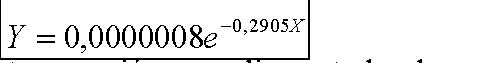 Y = 0,0000008e^{-0,2905X}